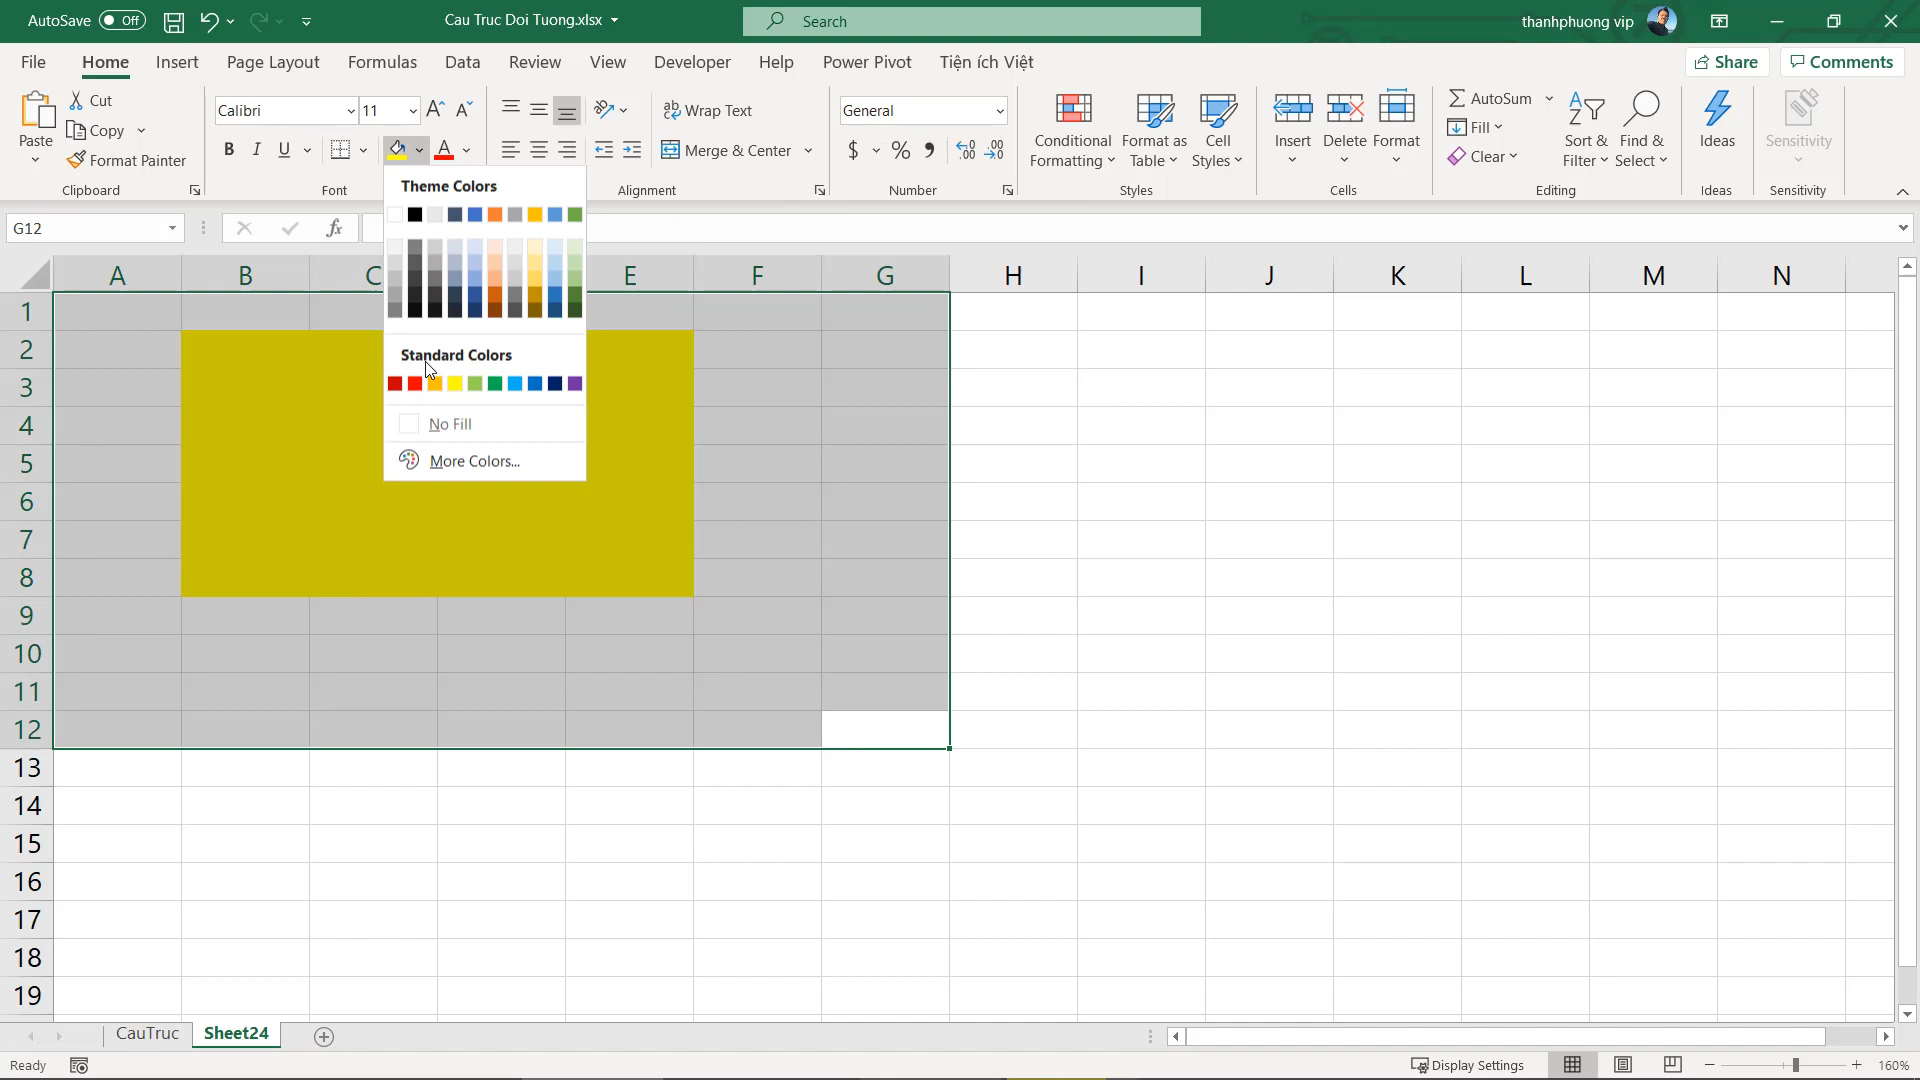 AutoSave Off Cau Truc Doi Tuong.xlsx Search thanhphuong vip
File Home Insert Page Layout Formulas Data Review View Developer Help Power Pivot Tiện ích Việt Share Comments
Paste
Cut
Copy
Format Painter
Clipboard
Calibri 11
B I U A
Font
ab Wrap Text
Merge & Center
Alignment
General
$ % 9
Number
Conditional Formatting
Format as Table
Cell Styles
Styles
Insert Delete Format
Cells
AutoSum
Fill
Clear
Sort & Filter
Find & Select
Editing
Ideas
Ideas
Sensitivity
Sensitivity
G12 fx
Theme Colors
Standard Colors
No Fill
More Colors...
A B C E F G H I J K L M N
1
2
3
4
5
6
7
8
9
10
11
12
13
14
15
16
17
18
19
CauTruc Sheet24
Ready Display Settings 160%